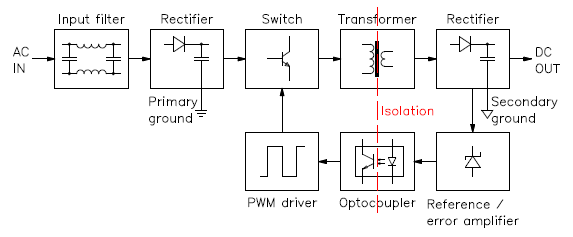 Input filter
Rectifier
Switch
Transformer
Rectifier
AC
IN
DC
OUT
Primary
ground
Isolation
Secondary
ground
PWM driver
Optocoupler
Reference /
error amplifier